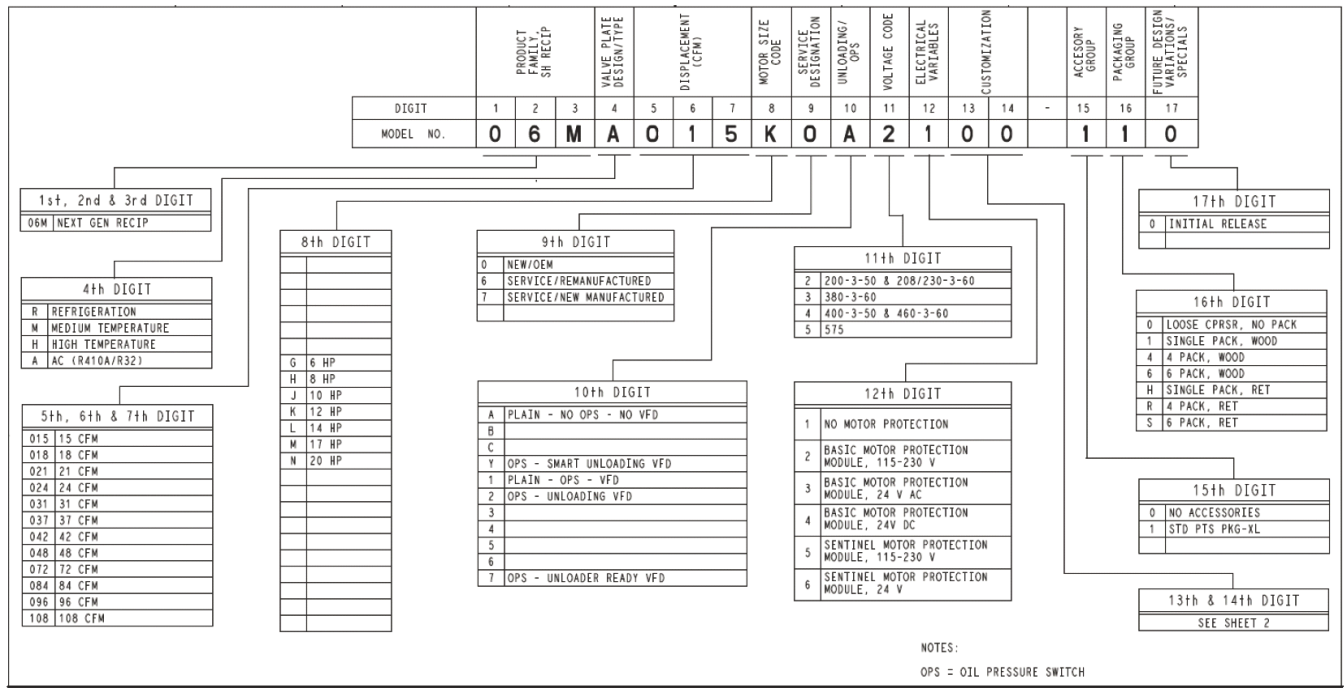 PRODUCT FAMILY, SH RECIP
VALVE PLATE DESIGN/TYPE
DISPLACEMENT (CFM)
MOTOR SIZE CODE
SERVICE DESIGNATION
UNLOADING/ OPS
VOLTAGE CODE
ELECTRICAL VARIABLES
CUSTOMIZATION
ACCESORY GROUP
PACKAGING GROUP
FUTURE DESIGN VARIATIONS/ SPECIALS
DIGIT 1 2 3 4 5 6 7 8 9 10 11 12 13 14 - 15 16 17
MODEL NO. 0 6 M A 0 1 5 K 0 A 2 1 0 0 1 1 0
1st, 2nd & 3rd DIGIT
06M NEXT GEN RECIP
4th DIGIT
R REFRIGERATION
M MEDIUM TEMPERATURE
H HIGH TEMPERATURE
A AC (R410A/R32)
5th, 6th & 7th DIGIT
015 15 CFM
018 18 CFM
021 21 CFM
024 24 CFM
031 31 CFM
037 37 CFM
042 42 CFM
048 48 CFM
072 72 CFM
084 84 CFM
096 96 CFM
108 108 CFM
8th DIGIT
G 6 HP
H 8 HP
J 10 HP
K 12 HP
L 14 HP
M 17 HP
N 20 HP
9th DIGIT
0 NEW/OEM
6 SERVICE/REMANUFACTURED
7 SERVICE/NEW MANUFACTURED
10th DIGIT
A PLAIN - NO OPS - NO VFD
B
C
Y OPS - SMART UNLOADING VFD
1 PLAIN - OPS - VFD
2 OPS - UNLOADING VFD
3
4
5
6
7 OPS - UNLOADER READY VFD
11th DIGIT
2 200-3-50 & 208/230-3-60
3 380-3-60
4 400-3-50 & 460-3-60
5 575
12th DIGIT
1 NO MOTOR PROTECTION
2 BASIC MOTOR PROTECTION
MODULE, 115-230 V
3 BASIC MOTOR PROTECTION
MODULE, 24 V AC
4 BASIC MOTOR PROTECTION
MODULE, 24V DC
5 SENTINEL MOTOR PROTECTION
MODULE, 115-230 V
6 SENTINEL MOTOR PROTECTION
MODULE, 24 V
17th DIGIT
0 INITIAL RELEASE
16th DIGIT
0 LOOSE CPRSR, NO PACK
1 SINGLE PACK, WOOD
4 4 PACK, WOOD
6 6 PACK, WOOD
H SINGLE PACK, RET
R 4 PACK, RET
S 6 PACK, RET
15th DIGIT
0 NO ACCESSORIES
1 STD PTS PKG-XL
13th & 14th DIGIT
SEE SHEET 2
NOTES:
OPS = OIL PRESSURE SWITCH